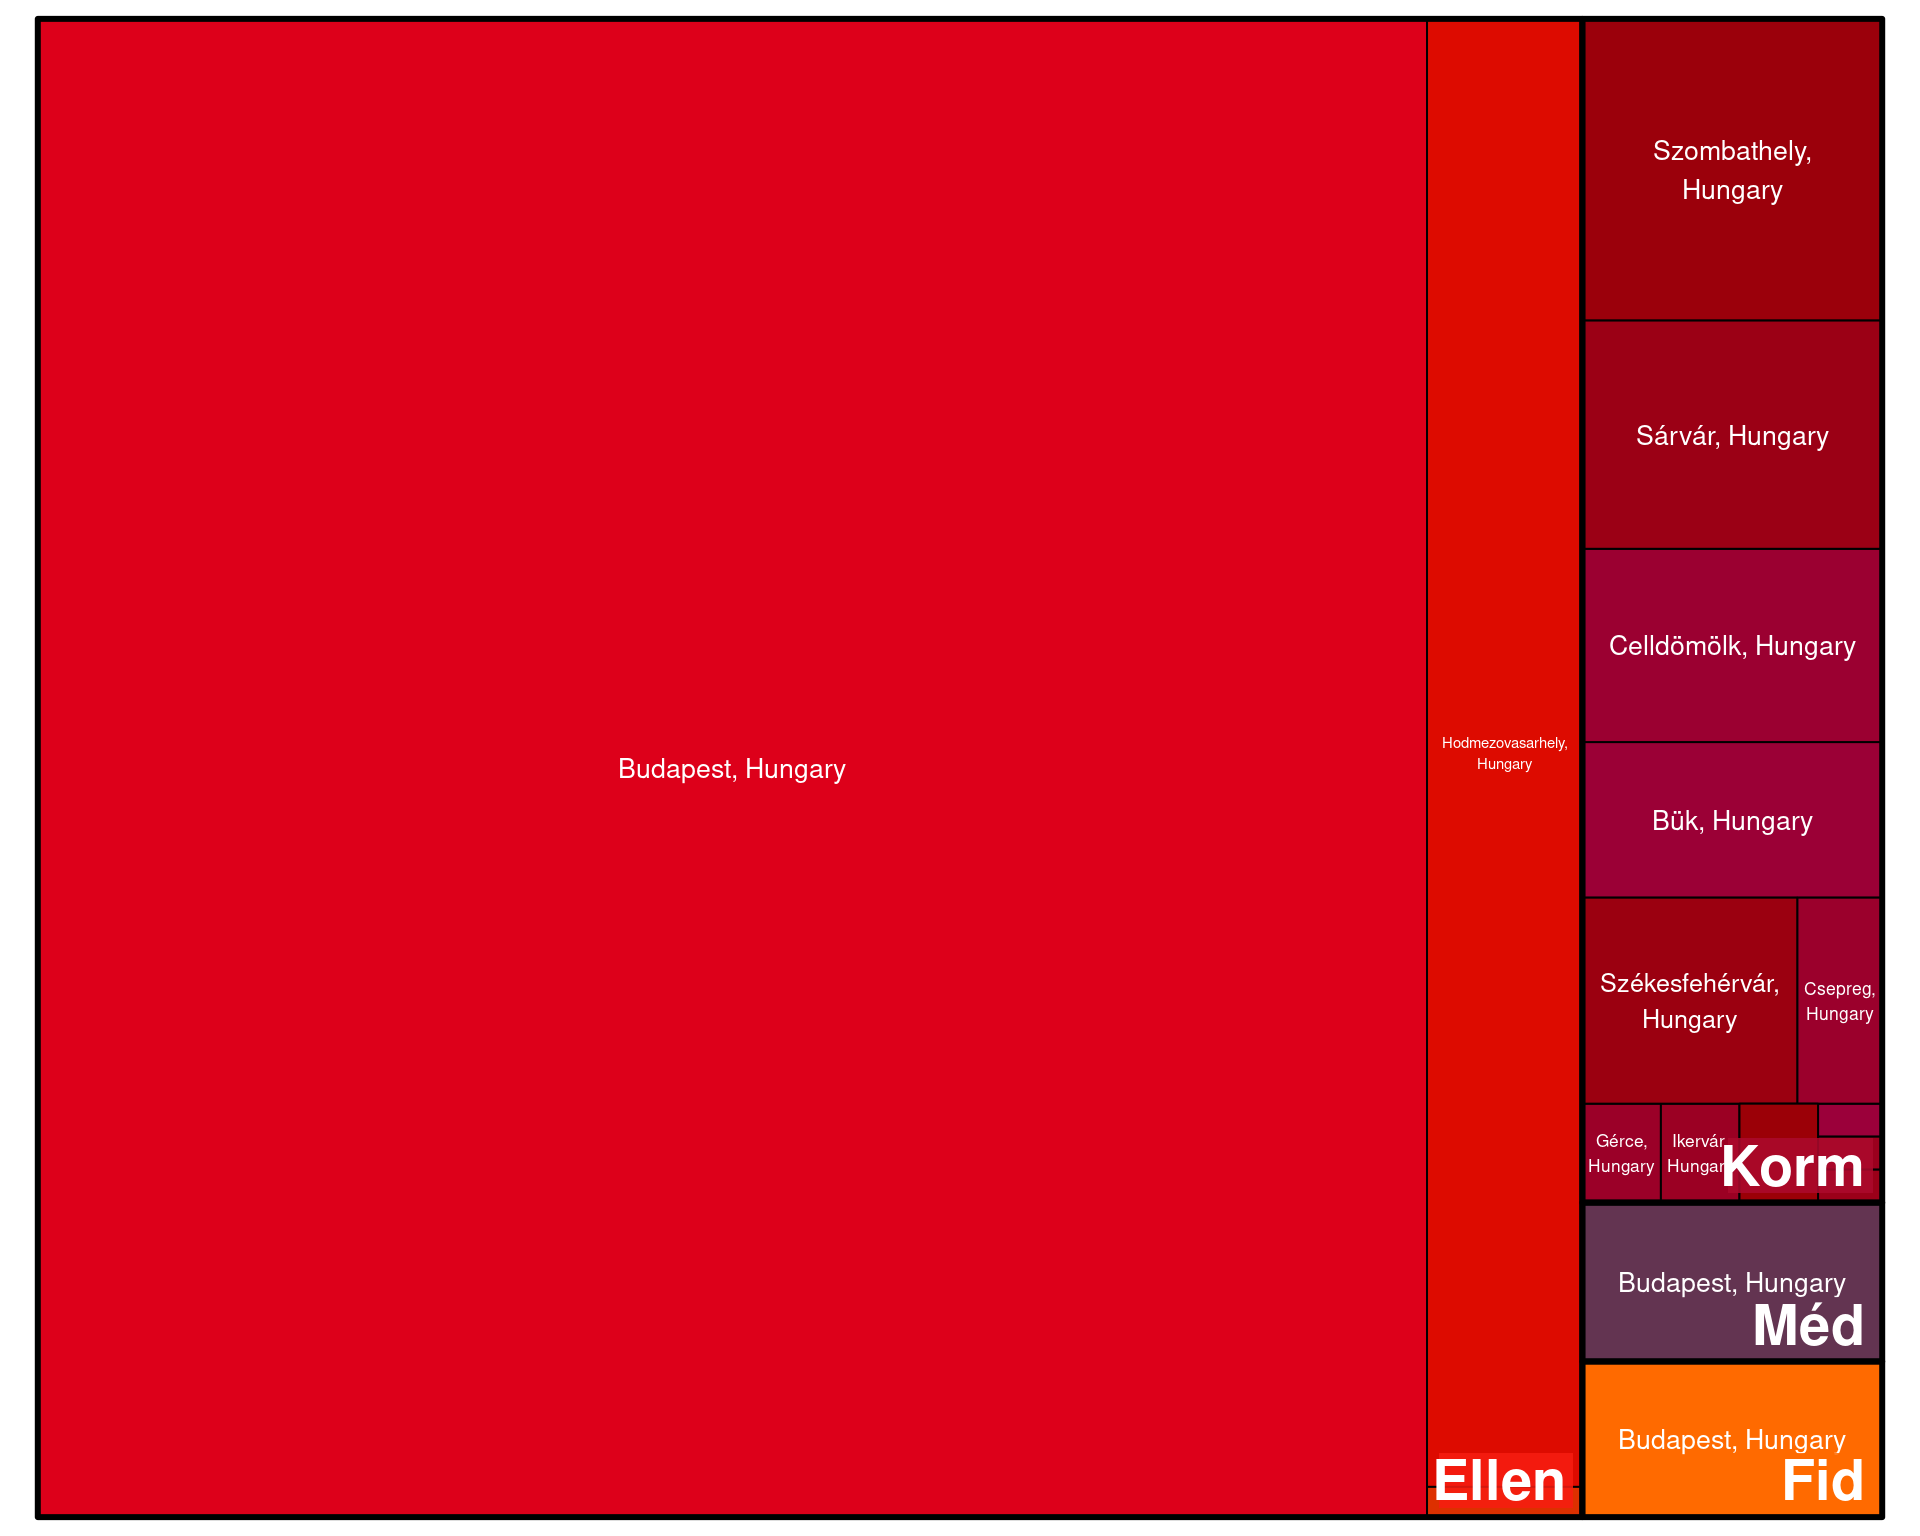 Budapest, Hungary
Hodmezovasarhely,
Hungary
Ellen
Szombathely,
Hungary
Sárvár, Hungary
Celldömölk, Hungary
Bük, Hungary
Székesfehérvár,
Hungary
Csepreg,
Hungary
Gérce,
Hungary
Ikervár,
Hungary
Korm
Budapest, Hungary
Méd
Budapest, Hungary
Fid